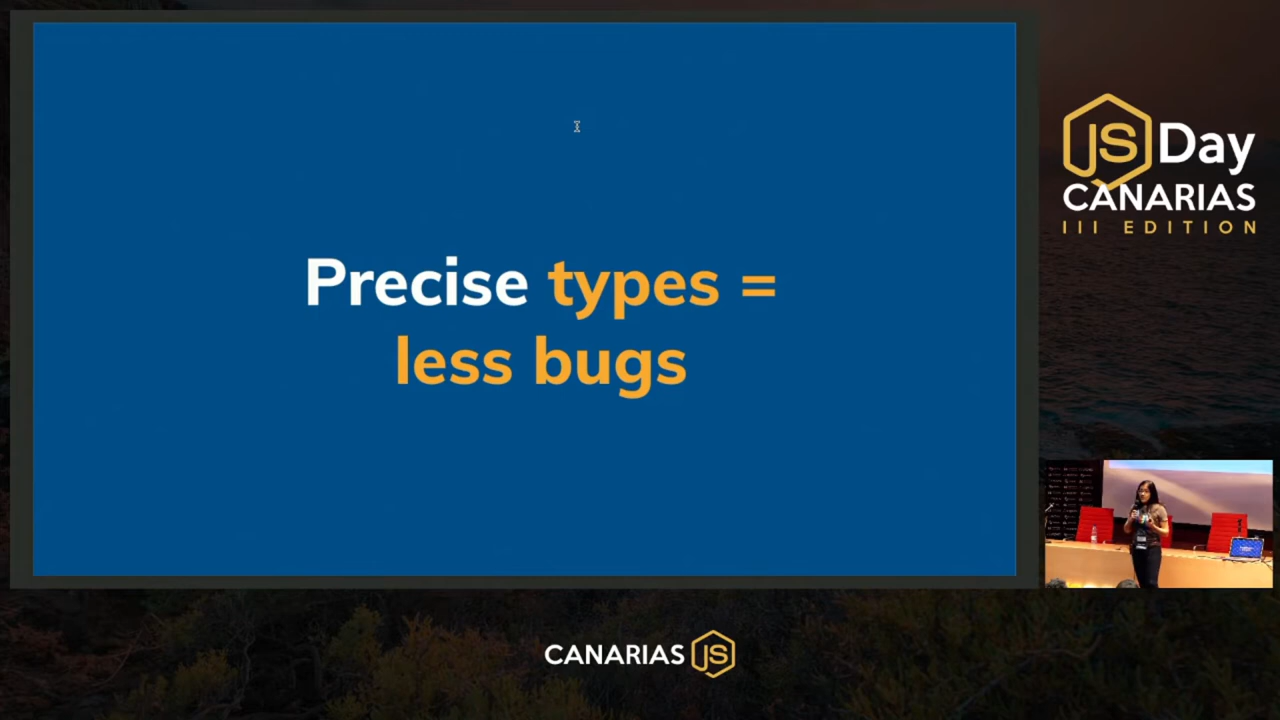 Precise types =
less bugs
JS Day
CANARIAS
III EDITION
CANARIAS JS